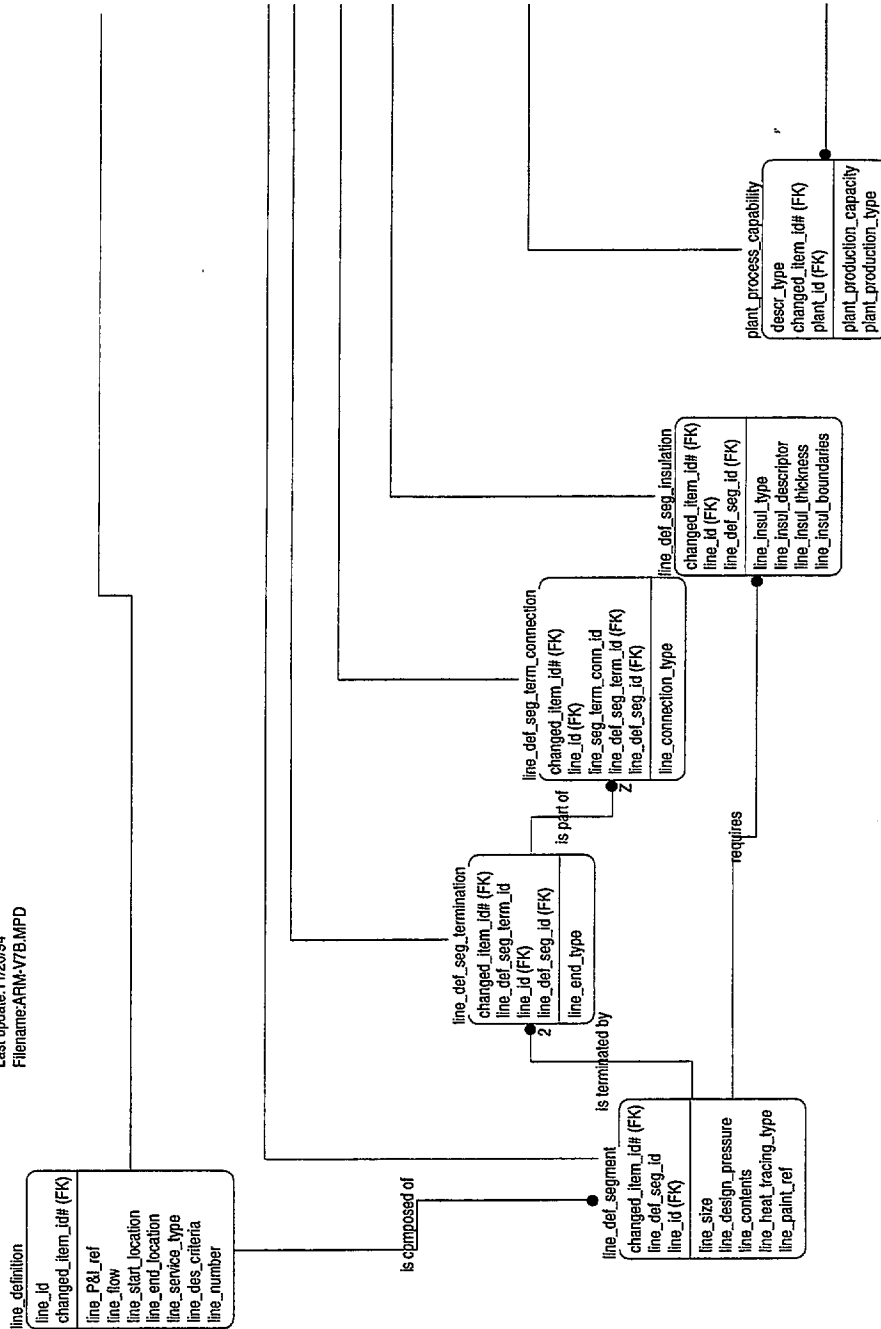 Last update:11/20/94
Filename:ARM-V7B.MPD
line_definition
line_id
changed_item_id# (FK)
line_P&I_ref
line_flow
line_start_location
line_end_location
line_service_type
line_des_criteria
line_number
is composed of
line_def_segment
changed_item_id# (FK)
line_def_seg_id
line_id (FK)
line_size
line_design_pressure
line_contents
line_heat_tracing_type
line_paint_ref
is terminated by
2
line_def_seg_termination
changed_item_id# (FK)
line_def_seg_term_id
line_id (FK)
line_def_seg_id (FK)
line_end_type
is part of
Z
line_def_seg_term_connection
changed_item_id# (FK)
line_id (FK)
line_seg_term_conn_id
line_def_seg_term_id (FK)
line_def_seg_id (FK)
line_connection_type
requires
line_def_seg_insulation
changed_item_id# (FK)
line_id (FK)
line_def_seg_id (FK)
line_insul_type
line_insul_descriptor
line_insul_thickness
line_insul_boundaries
plant_process_capability
descr_type
changed_item_id# (FK)
plant_id (FK)
plant_production_capacity
plant_production_type